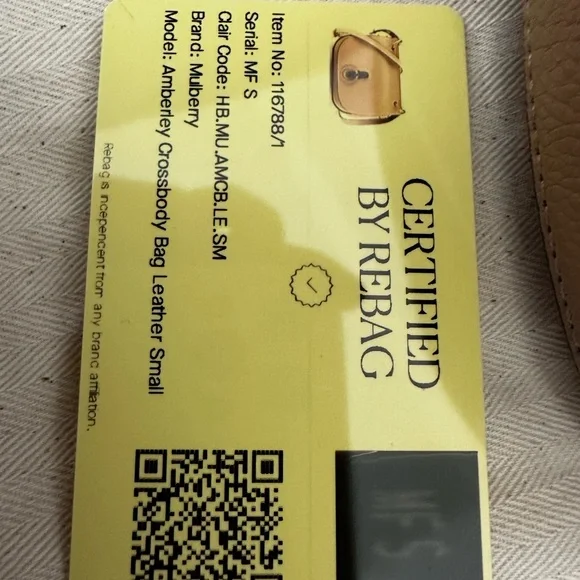 CERTIFIED
BY REBAG
Item No: 116788/1
Serial: MF S
Clair Code: HB.MU.AMCB.LE.SM
Brand: Mulberry
Model: Amberley Crossbody Bag Leather Small
Rebag is independent from any brand affiliation.
MFS